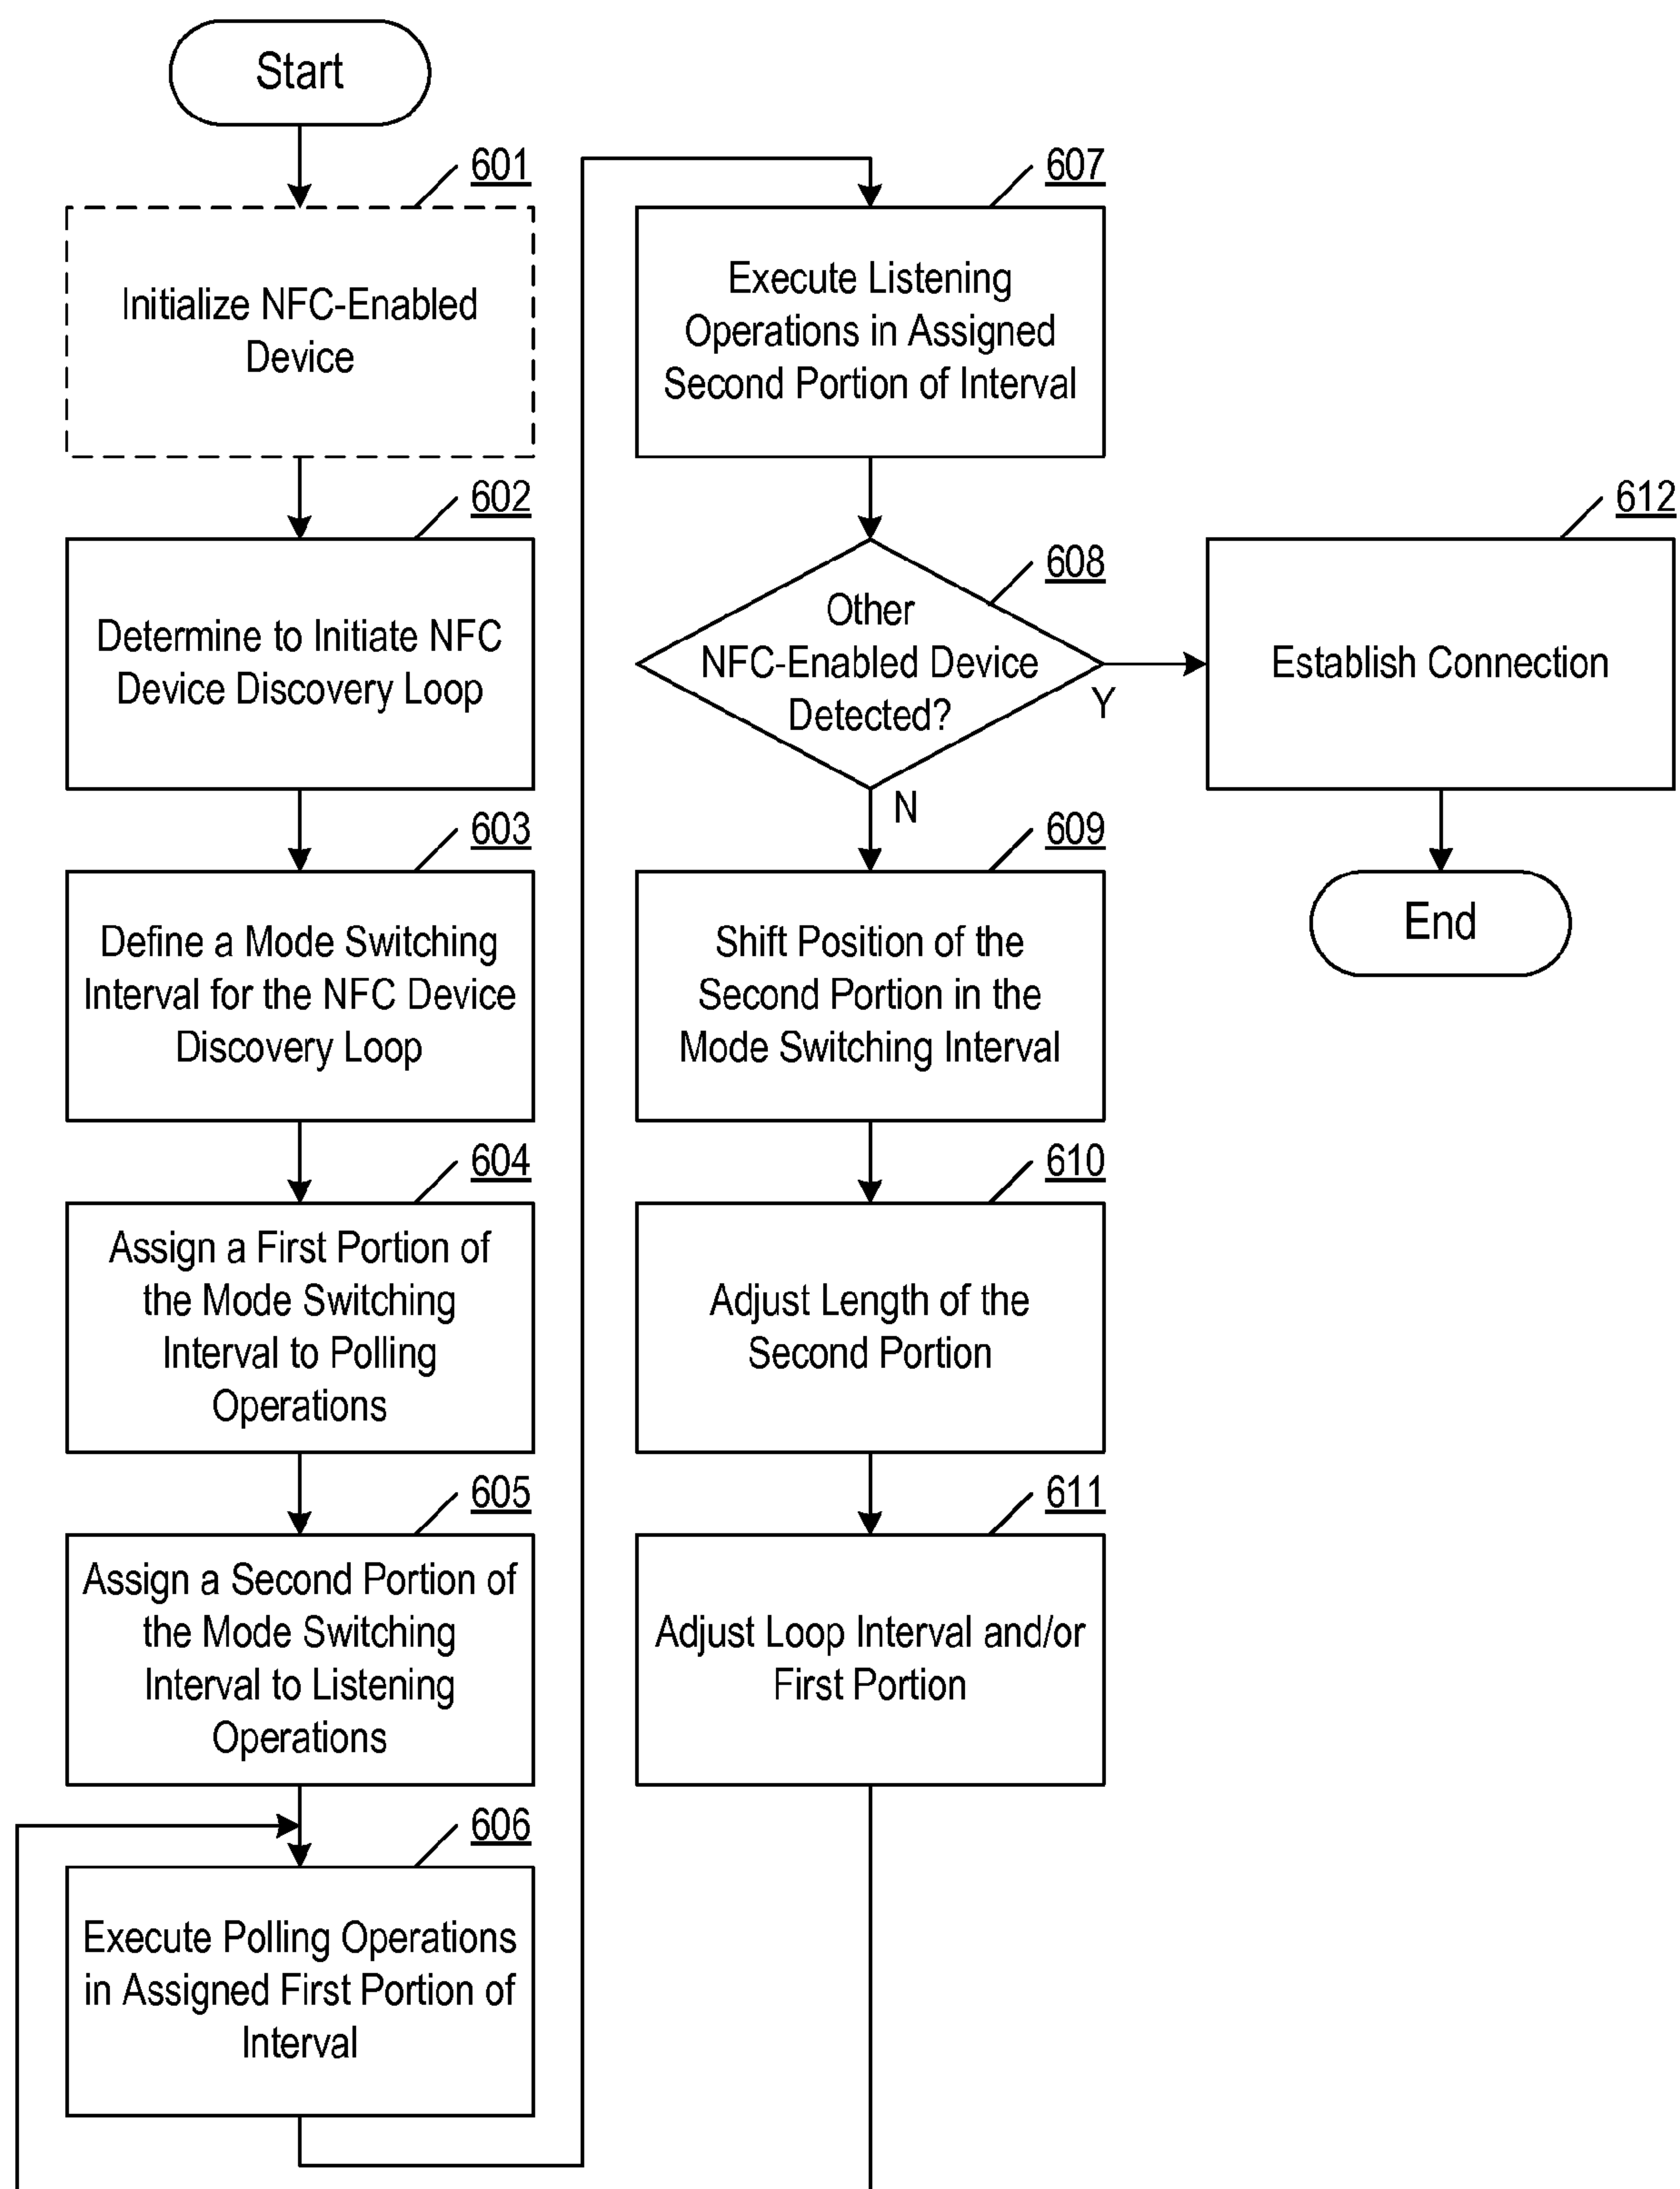 Start
601
Initialize NFC-Enabled
Device
602
Determine to Initiate NFC
Device Discovery Loop
603
Define a Mode Switching
Interval for the NFC Device
Discovery Loop
604
Assign a First Portion of
the Mode Switching
Interval to Polling
Operations
605
Assign a Second Portion of
the Mode Switching
Interval to Listening
Operations
606
Execute Polling Operations
in Assigned First Portion of
Interval
607
Execute Listening
Operations in Assigned
Second Portion of Interval
608
Other
NFC-Enabled Device
Detected?
Y
N
609
Shift Position of the
Second Portion in the
Mode Switching Interval
610
Adjust Length of the
Second Portion
611
Adjust Loop Interval and/or
First Portion
612
Establish Connection
End